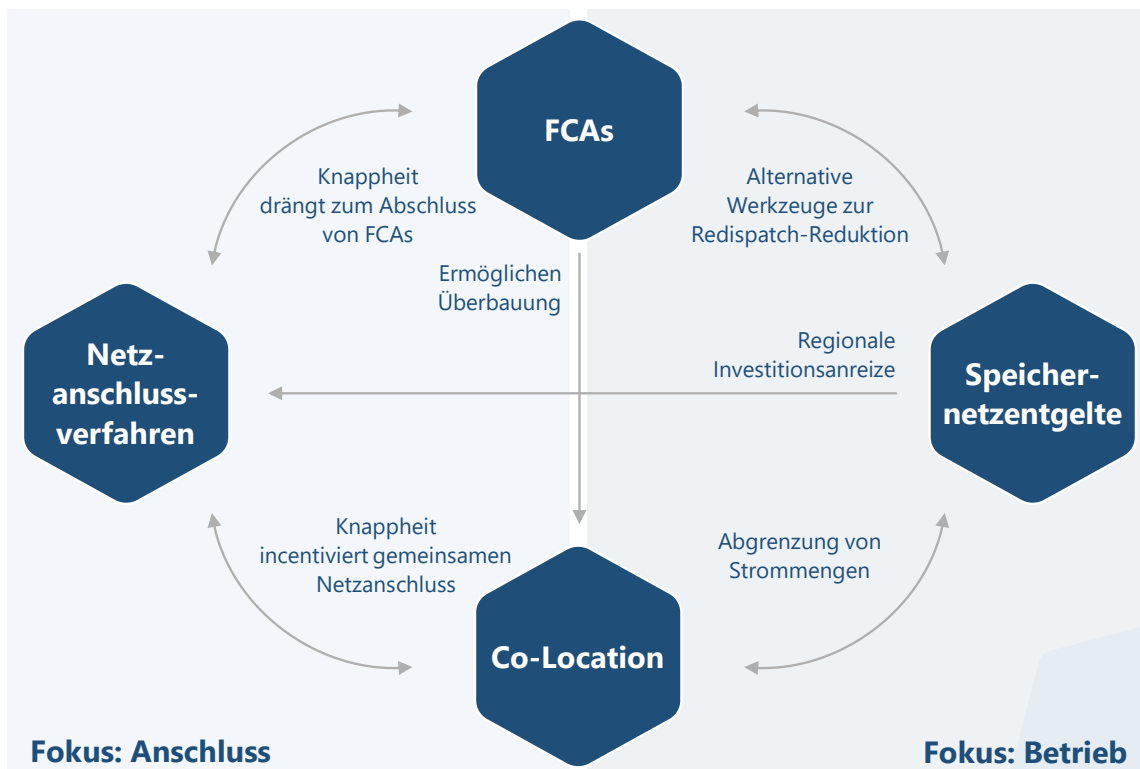 FCAs
Knappheit
drängt zum Abschluss
von FCAs
Alternative
Werkzeuge zur
Redispatch-Reduktion
Ermöglichen
Überbauung
Netz-
anschluss-
verfahren
Regionale
Investitionsanreize
Speicher-
netzentgelte
Knappheit
incentiviert gemeinsamen
Netzanschluss
Abgrenzung von
Strommengen
Co-Location
Fokus: Anschluss
Fokus: Betrieb